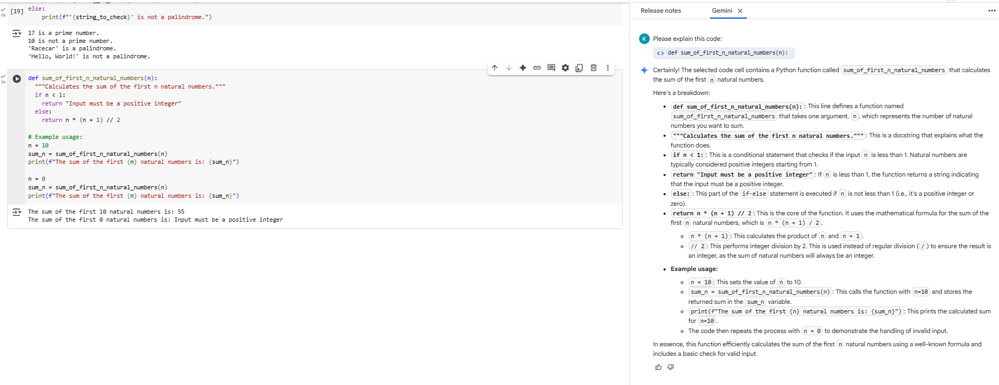 [19] else:
print(f"'{string_to_check}' is not a palindrome.")
0s
17 is a prime number.
10 is not a prime number.
'Racecar' is a palindrome.
'Hello, World!' is not a palindrome.
0s
def sum_of_first_n_natural_numbers(n):
"""Calculates the sum of the first n natural numbers."""
if n < 1:
return "Input must be a positive integer"
else:
return n * (n + 1) // 2
# Example usage:
n = 10
sum_n = sum_of_first_n_natural_numbers(n)
print(f"The sum of the first {n} natural numbers is: {sum_n}")
n = 0
sum_n = sum_of_first_n_natural_numbers(n)
print(f"The sum of the first {n} natural numbers is: {sum_n}")
The sum of the first 10 natural numbers is: 55
The sum of the first 0 natural numbers is: Input must be a positive integer
Release notes
Gemini
K
Please explain this code:
<> def sum_of_first_n_natural_numbers(n):
Certainly! The selected code cell contains a Python function called sum_of_first_n_natural_numbers that calculates
the sum of the first n natural numbers.
Here's a breakdown:
• def sum_of_first_n_natural_numbers(n): : This line defines a function named
sum_of_first_n_natural_numbers that takes one argument, n, which represents the number of natural
numbers you want to sum.
• """Calculates the sum of the first n natural numbers.""" : This is a docstring that explains what the
function does.
• if n < 1: : This is a conditional statement that checks if the input n is less than 1. Natural numbers are
typically considered positive integers starting from 1.
• return "Input must be a positive integer" : If n is less than 1, the function returns a string indicating
that the input must be a positive integer.
• else: : This part of the if-else statement is executed if n is not less than 1 (i.e., it's a positive integer or
zero).
• return n * (n + 1) // 2 : This is the core of the function. It uses the mathematical formula for the sum of the
first n natural numbers, which is n * (n + 1) / 2.
◦ n * (n + 1) : This calculates the product of n and n + 1.
◦ // 2 : This performs integer division by 2. This is used instead of regular division ( / ) to ensure the result is
an integer, as the sum of natural numbers will always be an integer.
• Example usage:
◦ n = 10 : This sets the value of n to 10.
◦ sum_n = sum_of_first_n_natural_numbers(n) : This calls the function with n=10 and stores the
returned sum in the sum_n variable.
◦ print(f"The sum of the first {n} natural numbers is: {sum_n}") : This prints the calculated sum
for n=10.
◦ The code then repeats the process with n = 0 to demonstrate the handling of invalid input.
In essence, this function efficiently calculates the sum of the first n natural numbers using a well-known formula and
includes a basic check for valid input.